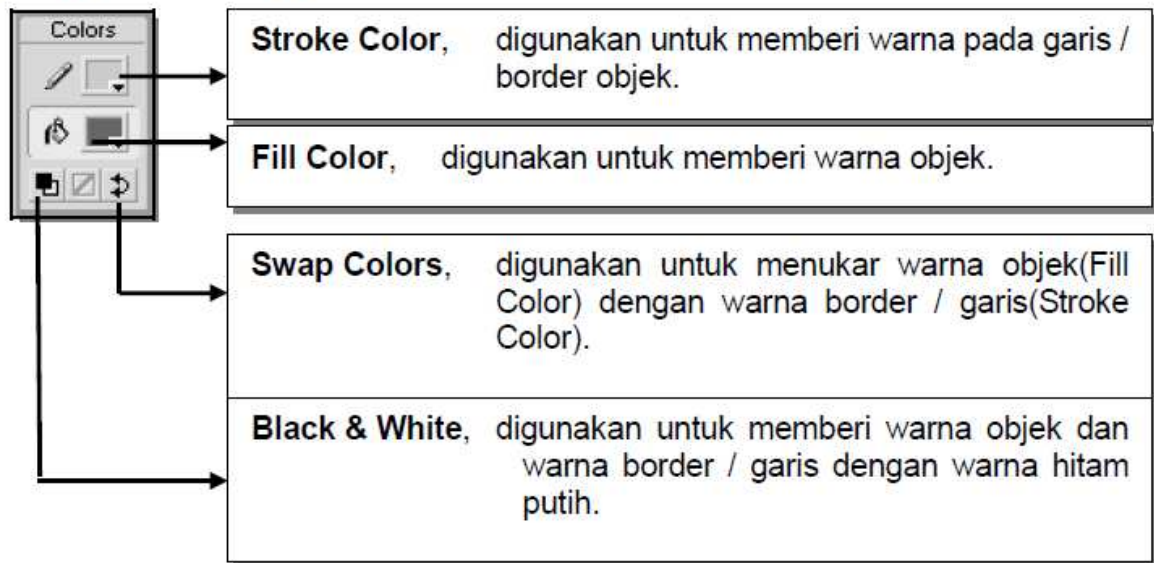 Colors
Stroke Color, digunakan untuk memberi warna pada garis /
border objek.
Fill Color, digunakan untuk memberi warna objek.
Swap Colors, digunakan untuk menukar warna objek(Fill
Color) dengan warna border / garis(Stroke
Color).
Black & White, digunakan untuk memberi warna objek dan
warna border / garis dengan warna hitam
putih.